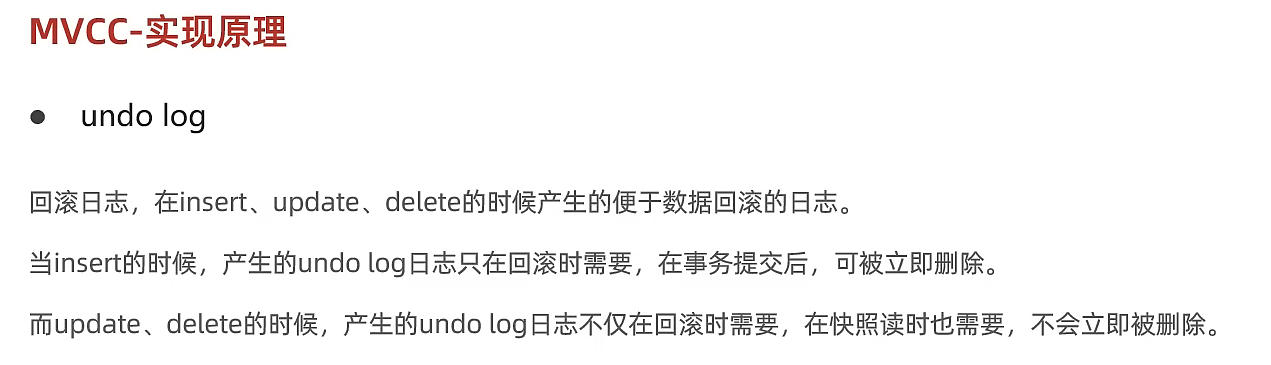 MVCC-实现原理
● undo log
回滚日志，在insert、update、delete的时候产生的便于数据回滚的日志。
当insert的时候，产生的undo log日志只在回滚时需要，在事务提交后，可被立即删除。
而update、delete的时候，产生的undo log日志不仅在回滚时需要，在快照读时也需要，不会立即被删除。